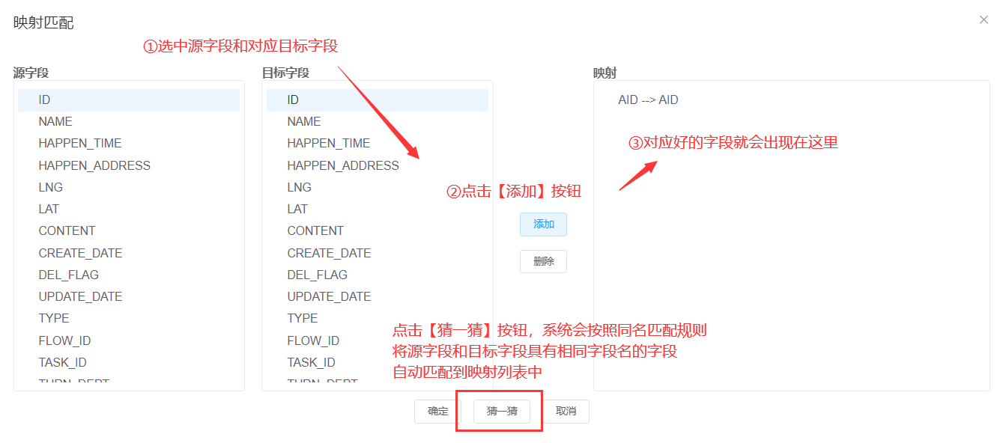 映射匹配
①选中源字段和对应目标字段
源字段
ID
NAME
HAPPEN_TIME
HAPPEN_ADDRESS
LNG
LAT
CONTENT
CREATE_DATE
DEL_FLAG
UPDATE_DATE
TYPE
FLOW_ID
TASK_ID
TURN_DEPT
目标字段
ID
NAME
HAPPEN_TIME
HAPPEN_ADDRESS
LNG
LAT
CONTENT
CREATE_DATE
DEL_FLAG
UPDATE_DATE
TYPE
FLOW_ID
TASK_ID
TURN_DEPT
②点击【添加】按钮
添加
删除
映射
AID --> AID
③对应好的字段就会出现在这里
点击【猜一猜】按钮，系统会按照同名匹配规则
将源字段和目标字段具有相同字段名的字段
自动匹配到映射列表中
确定
猜一猜
取消